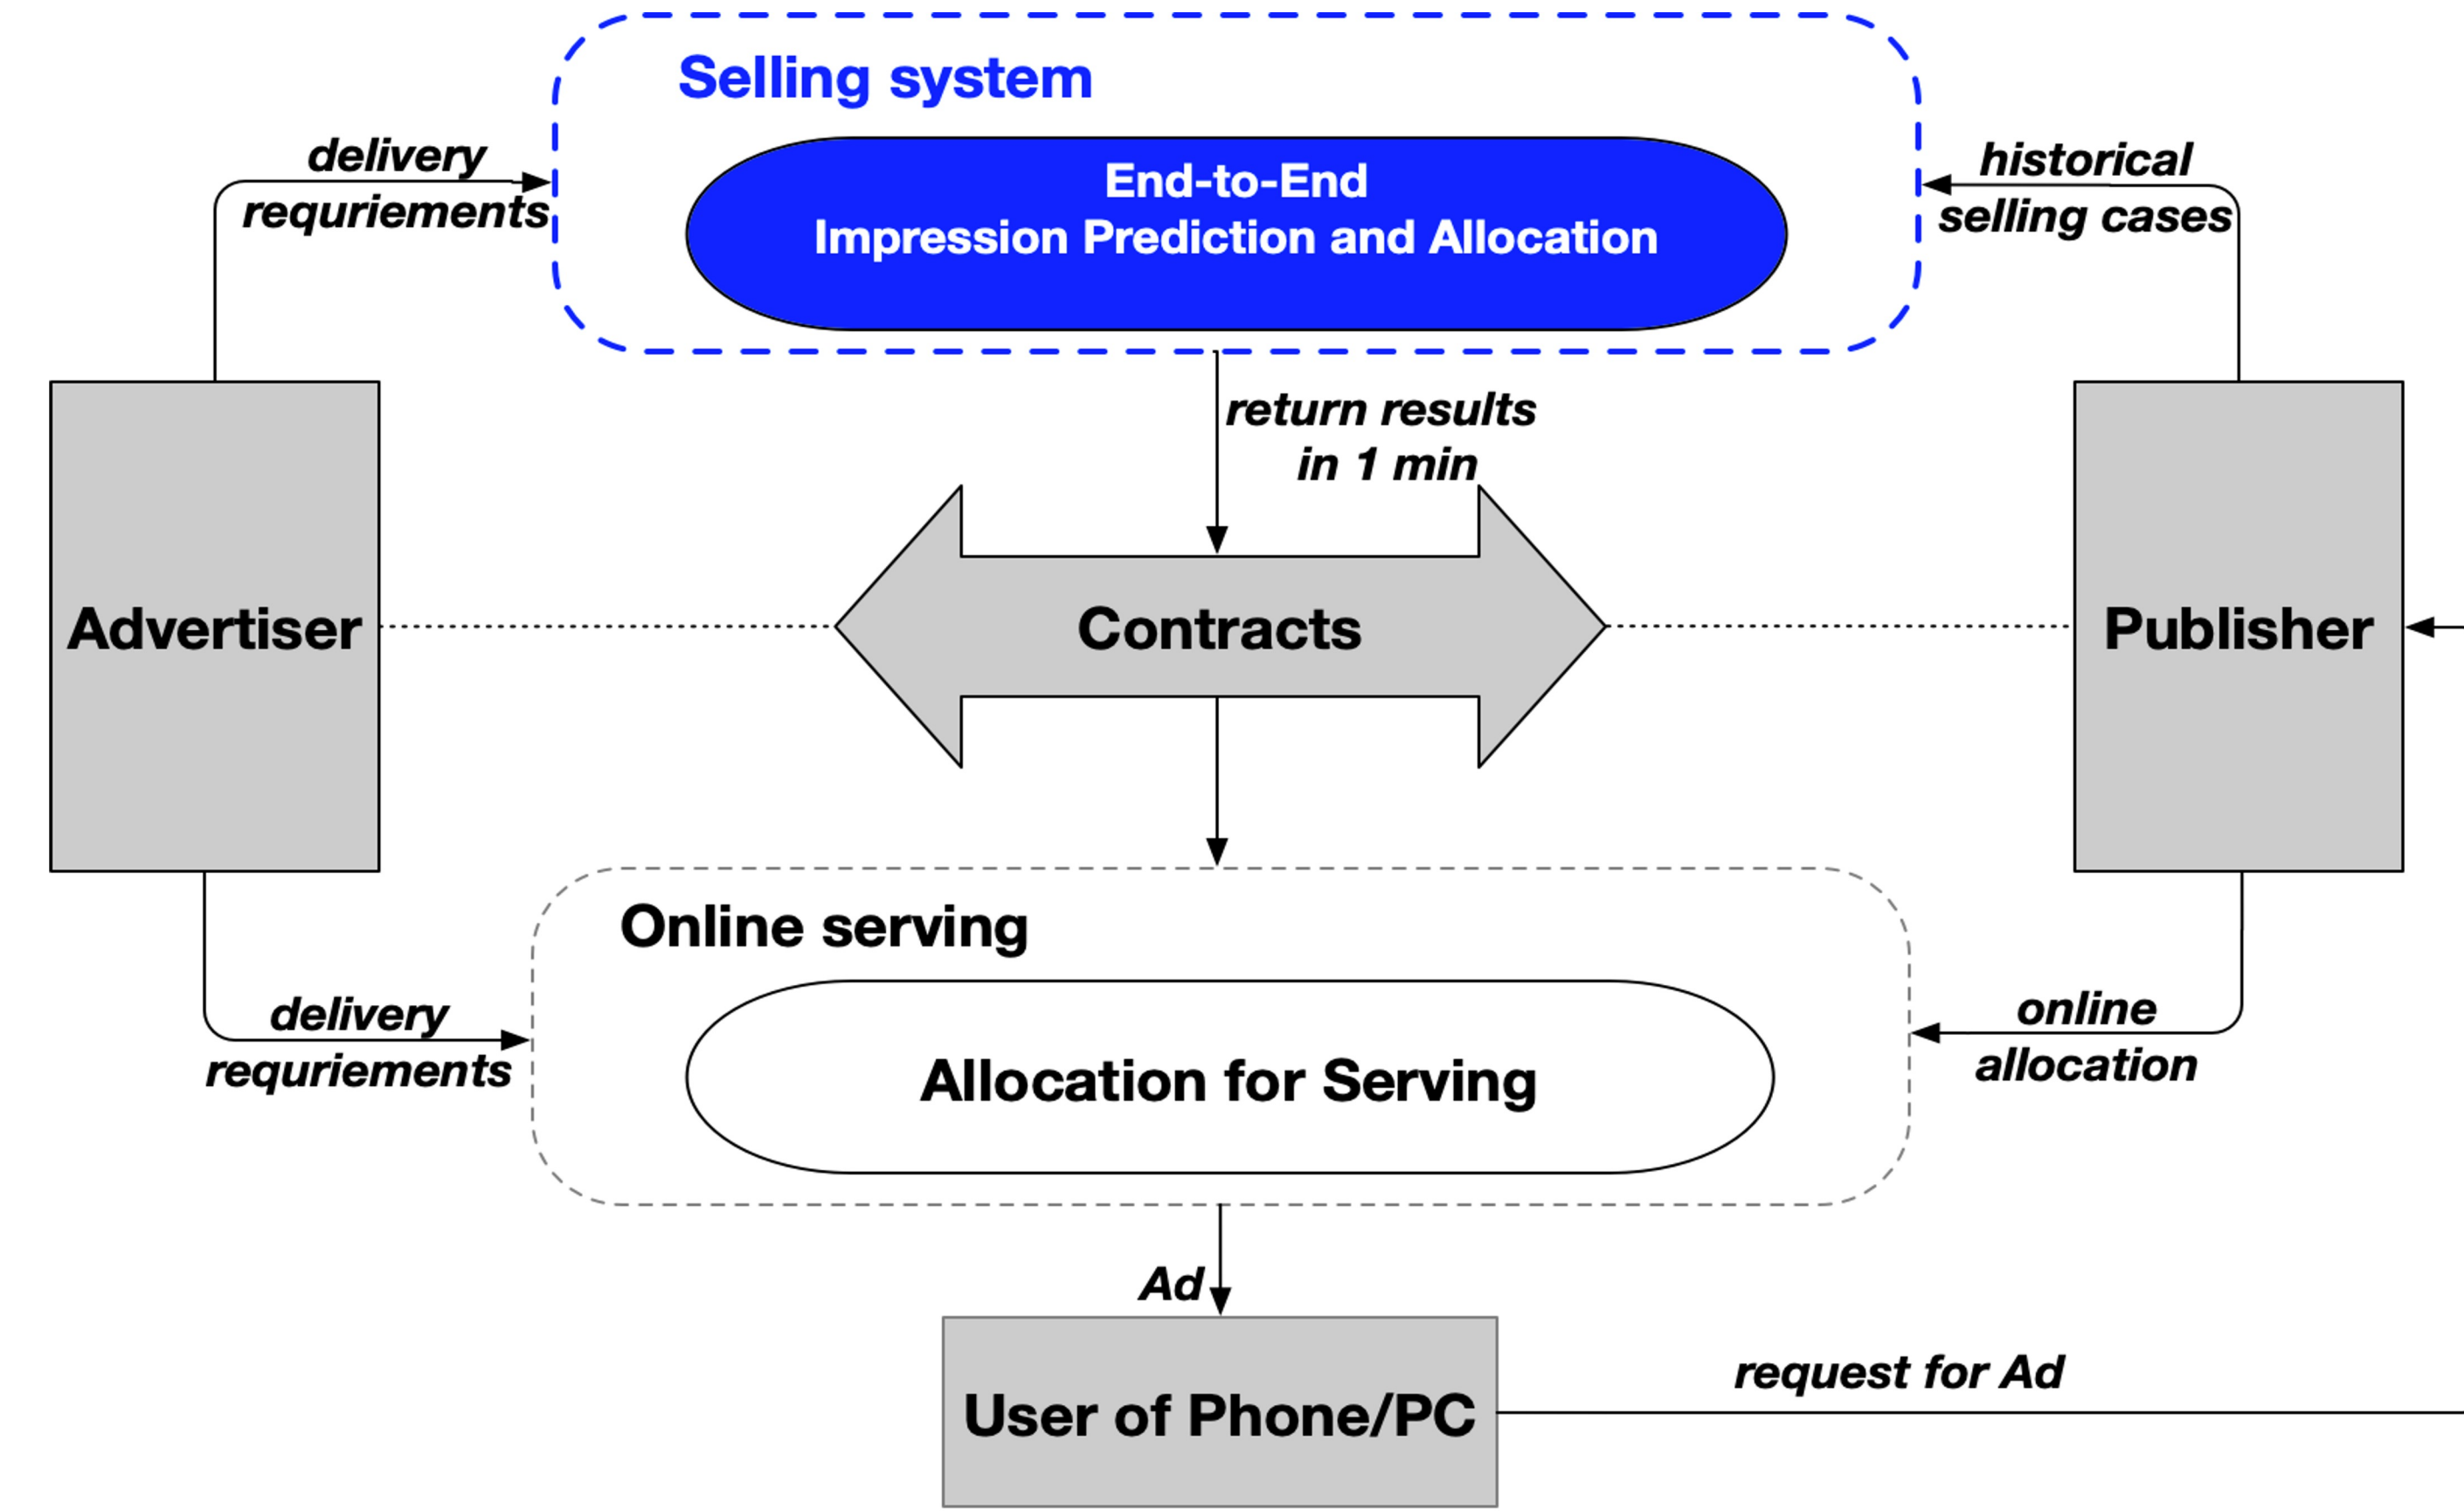 Selling system
End-to-End
Impression Prediction and Allocation
delivery
requriements
historical
selling cases
return results
in 1 min
Advertiser
Contracts
Publisher
Online serving
Allocation for Serving
delivery
requriements
online
allocation
Ad
User of Phone/PC
request for Ad